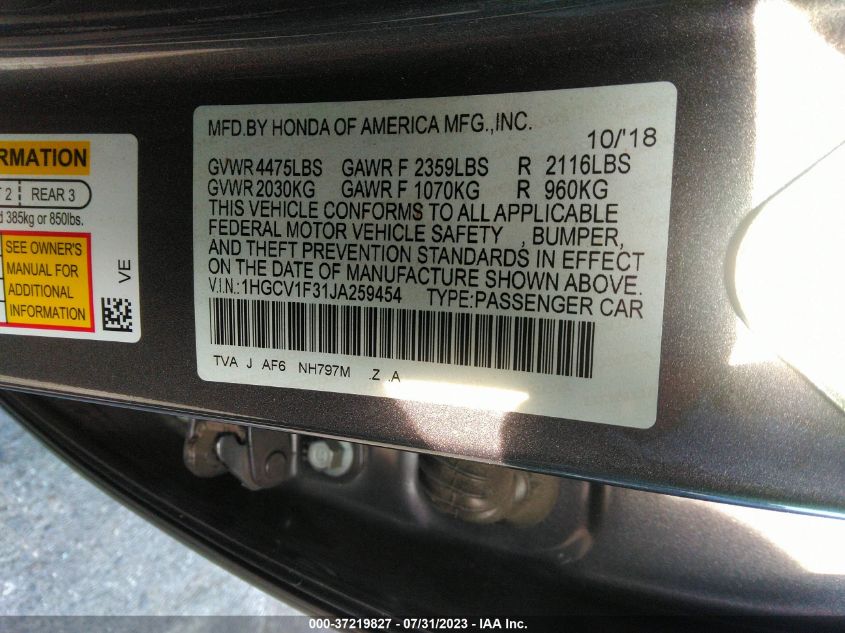 RMATION
2 REAR 3
385kg or 850lbs.
SEE OWNER'S
MANUAL FOR
ADDITIONAL
INFORMATION
VE
MFD.BY HONDA OF AMERICA MFG.,INC.
10/'18
GVWR 4475LBS GAWR F 2359LBS R 2116LBS
GVWR 2030KG GAWR F 1070KG R 960KG
THIS VEHICLE CONFORMS TO ALL APPLICABLE
FEDERAL MOTOR VEHICLE SAFETY , BUMPER,
AND THEFT PREVENTION STANDARDS IN EFFECT
ON THE DATE OF MANUFACTURE SHOWN ABOVE.
V.I.N.:1HGCV1F31JA259454 TYPE:PASSENGER CAR
TVA J AF6 NH797M .Z .A
000-37219827 - 07/31/2023 - IAA Inc.